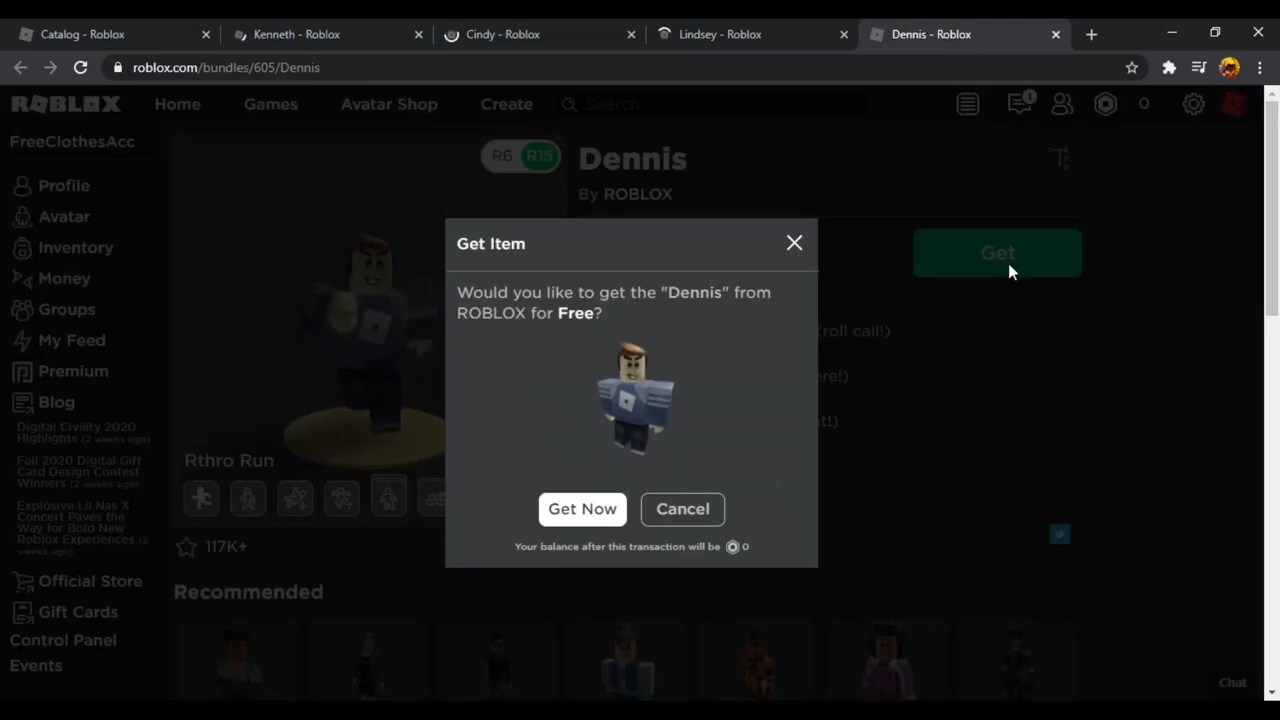 Catalog - Roblox
Kenneth - Roblox
Cindy - Roblox
Lindsey - Roblox
Dennis - Roblox
roblox.com/bundles/605/Dennis
ROBLOX
Home
Games
Avatar Shop
Create
Search
1
0
FreeClothesAcc
Profile
Avatar
Inventory
Money
Groups
My Feed
Premium
Blog
Digital Civility 2020
Highlights (2 weeks ago)
Fall 2020 Digital Gift
Card Design Contest
Winners (2 weeks ago)
Explosive Lil Nas X
Concert Paves the
Way for Bold New
Roblox Experiences (2
weeks ago)
Official Store
Gift Cards
Control Panel
Events
R6
R15
Rthro Run
117K+
Dennis
By ROBLOX
Get
(roll call!)
Get Item
Would you like to get the "Dennis" from
ROBLOX for Free?
Get Now
Cancel
Your balance after this transaction will be 0
Recommended
Chat